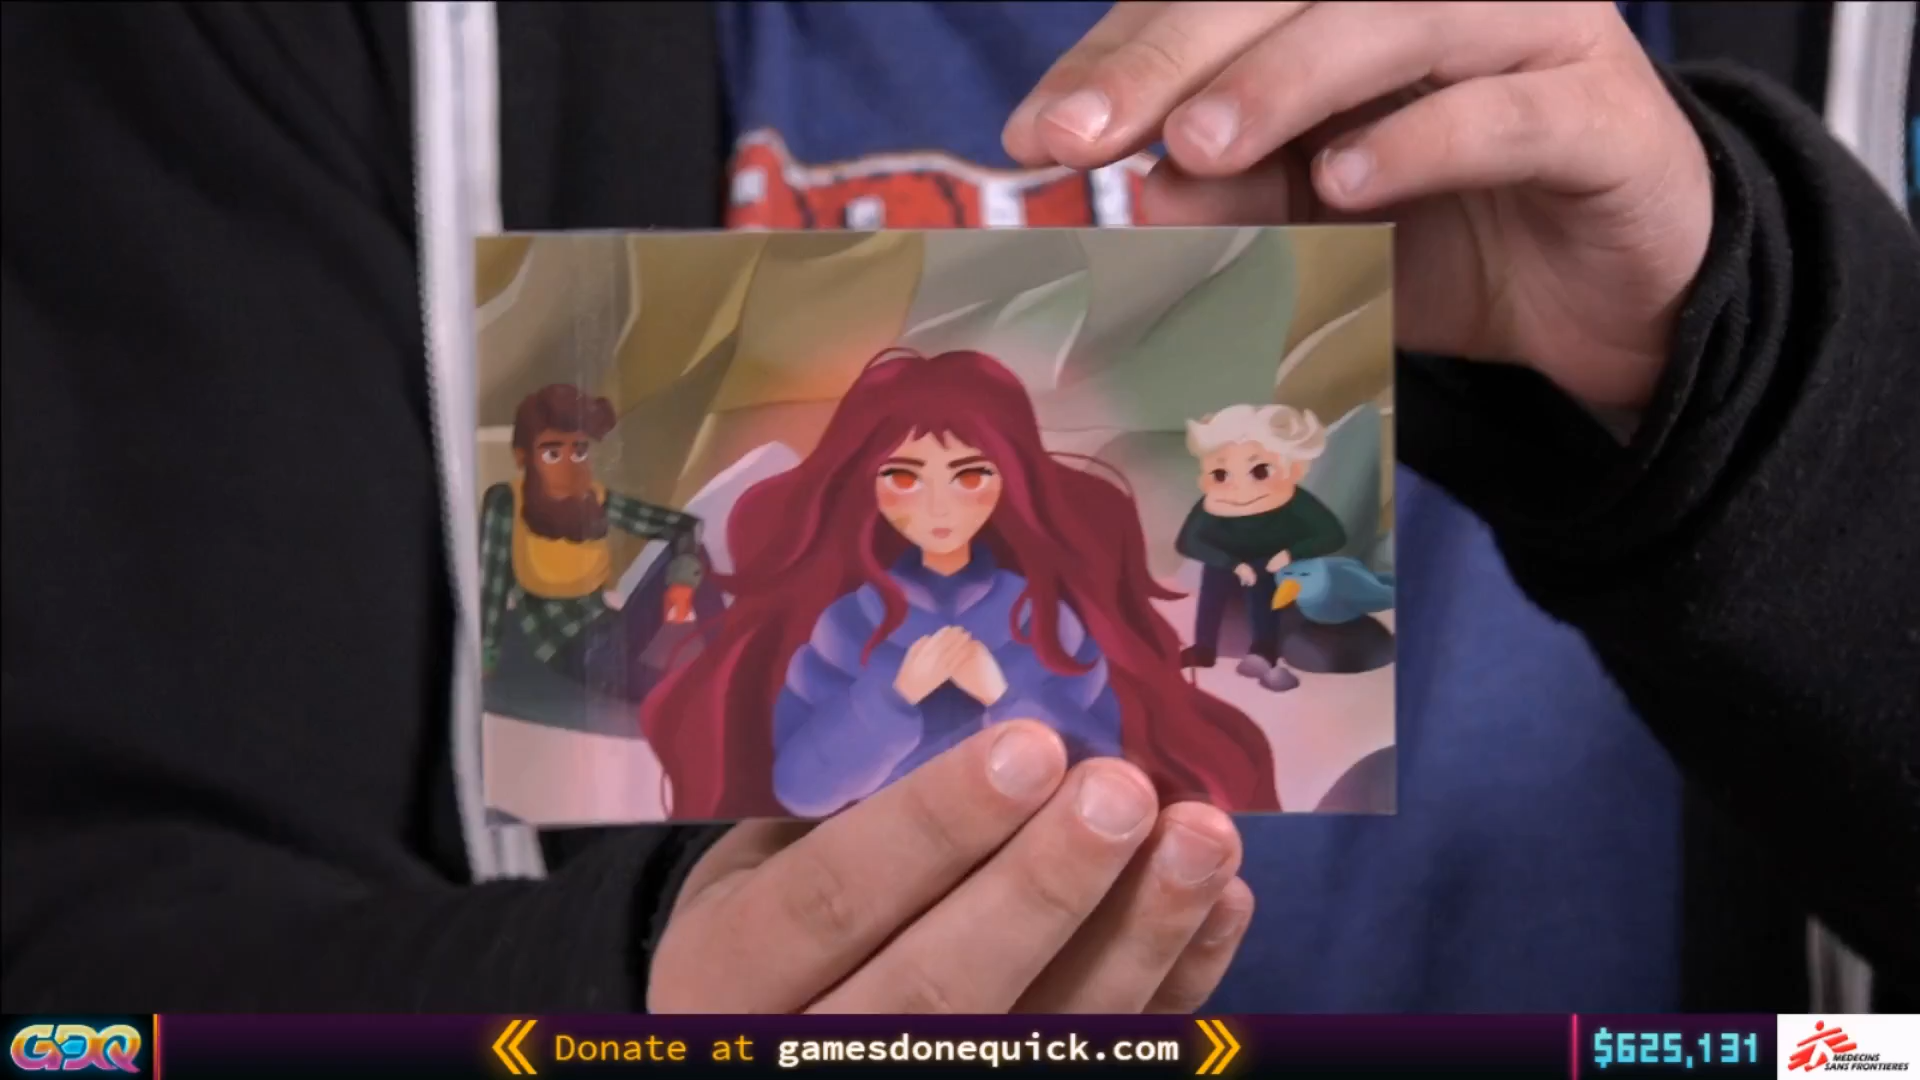 GDQ
Donate at gamesdonequick.com
$625,131
MEDECINS
SANS FRONTIERES